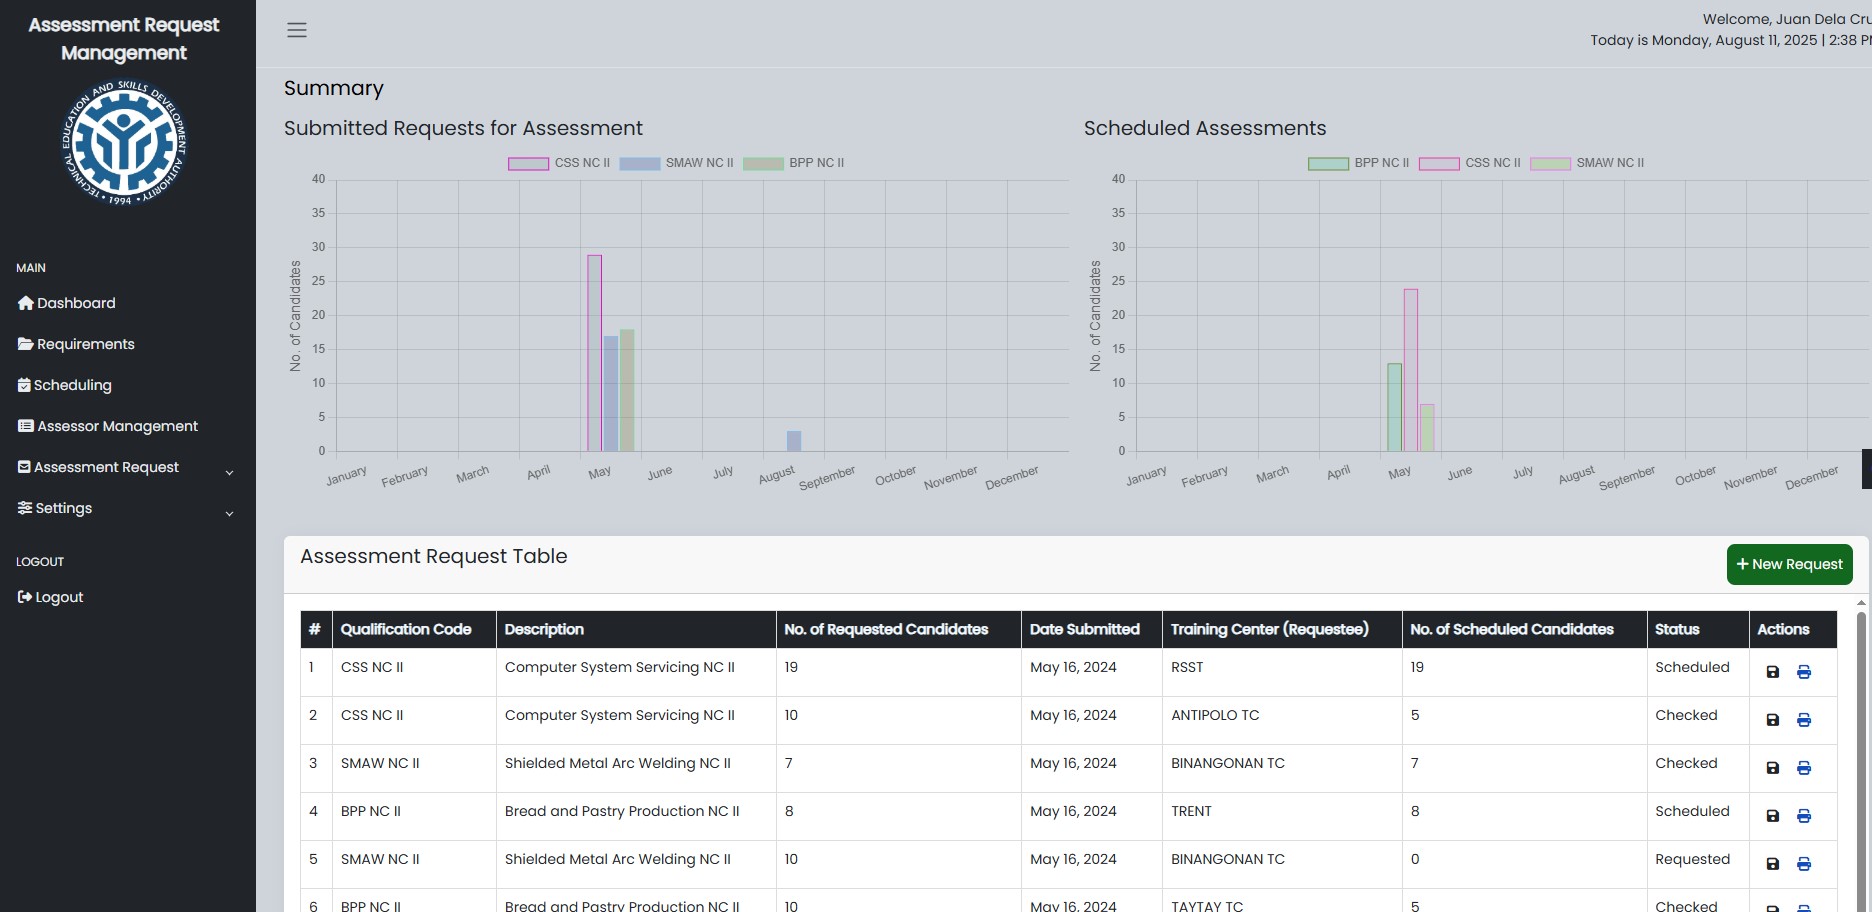 Assessment Request
Management
TECHNICAL EDUCATION AND SKILLS DEVELOPMENT AUTHORITY
• 1994 •
MAIN
Dashboard
Requirements
Scheduling
Assessor Management
Assessment Request
Settings
LOGOUT
Logout
Welcome, Juan Dela Cru
Today is Monday, August 11, 2025 | 2:38 P
Summary
Submitted Requests for Assessment
CSS NC II SMAW NC II BPP NC II
No. of Candidates
40
35
30
25
20
15
10
5
0
January February March April May June July August September October November December
Scheduled Assessments
BPP NC II CSS NC II SMAW NC II
No. of Candidates
40
35
30
25
20
15
10
5
0
January February March April May June July August September October November December
Assessment Request Table
+ New Request
# Qualification Code Description No. of Requested Candidates Date Submitted Training Center (Requestee) No. of Scheduled Candidates Status Actions
1 CSS NC II Computer System Servicing NC II 19 May 16, 2024 RSST 19 Scheduled
2 CSS NC II Computer System Servicing NC II 10 May 16, 2024 ANTIPOLO TC 5 Checked
3 SMAW NC II Shielded Metal Arc Welding NC II 7 May 16, 2024 BINANGONAN TC 7 Checked
4 BPP NC II Bread and Pastry Production NC II 8 May 16, 2024 TRENT 8 Scheduled
5 SMAW NC II Shielded Metal Arc Welding NC II 10 May 16, 2024 BINANGONAN TC 0 Requested
6 BPP NC II Bread and Pastry Production NC II 10 May 16, 2024 TAYTAY TC 5 Checked